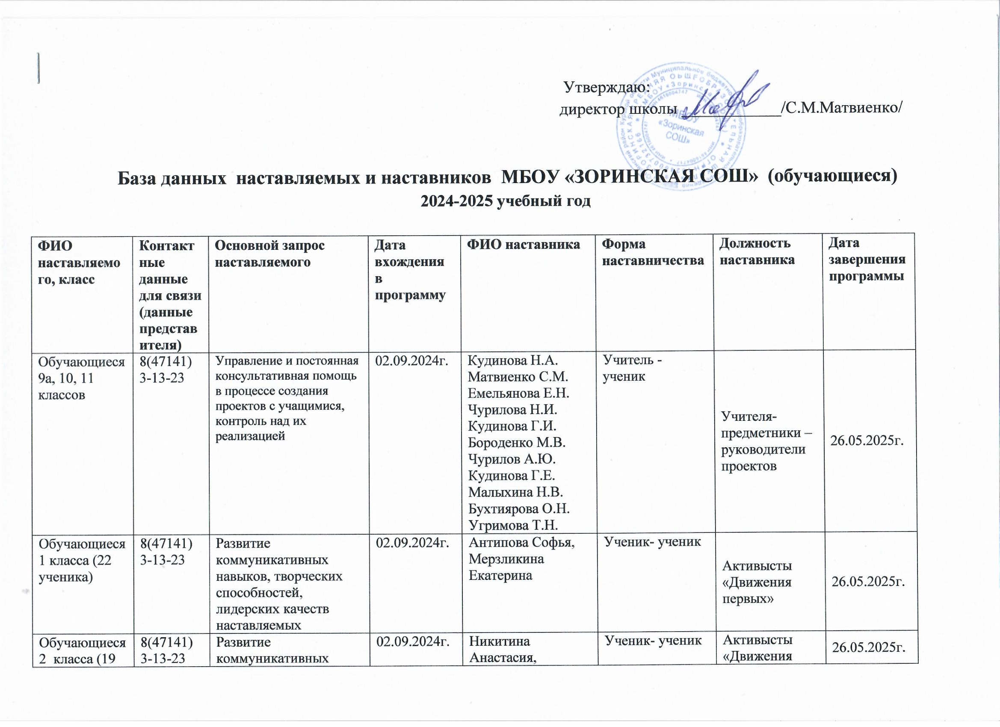 Утверждаю:
директор школы ____________/С.М.Матвиенко/
МБОУ
«Зоринская
СОШ»
База данных наставляемых и наставников МБОУ «ЗОРИНСКАЯ СОШ» (обучающиеся)
2024-2025 учебный год
ФИО
наставляемо
го, класс
Контакт
ные
данные
для связи
(данные
представ
ителя)
Основной запрос
наставляемого
Дата
вхождения
в
программу
ФИО наставника
Форма
наставничества
Должность
наставника
Дата
завершения
программы
Обучающиеся
9а, 10, 11
классов
8(47141)
3-13-23
Управление и постоянная
консультативная помощь
в процессе создания
проектов с учащимися,
контроль над их
реализацией
02.09.2024г.
Кудинова Н.А.
Матвиенко С.М.
Емельянова Е.Н.
Чурилова Н.И.
Кудинова Г.И.
Бороденко М.В.
Чурилов А.Ю.
Кудинова Г.Е.
Малыхина Н.В.
Бухтиярова О.Н.
Угримова Т.Н.
Учитель -
ученик
Учителя-
предметники –
руководители
проектов
26.05.2025г.
Обучающиеся
1 класса (22
ученика)
8(47141)
3-13-23
Развитие
коммуникативных
навыков, творческих
способностей,
лидерских качеств
наставляемых
02.09.2024г.
Антипова Софья,
Мерзликина
Екатерина
Ученик- ученик
Активысты
«Движения
первых»
26.05.2025г.
Обучающиеся
2 класса (19
8(47141)
3-13-23
Развитие
коммуникативных
02.09.2024г.
Никитина
Анастасия,
Ученик- ученик
Активысты
«Движения
26.05.2025г.